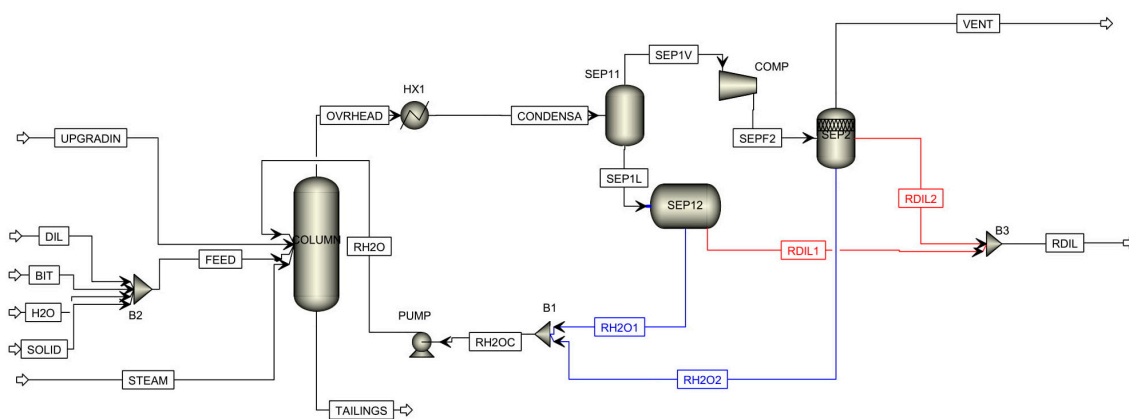 VENT
SEP1V
COMP
SEP11
HX1
OVRHEAD
CONDENSA
SEPF2
SEP2
UPGRADIN
SEP1L
SEP12
RDIL2
COLUMN
RH2O
DIL
FEED
B3
RDIL
RDIL1
BIT
B2
H2O
PUMP
B1
RH2O1
RH2OC
SOLID
STEAM
RH2O2
TAILINGS